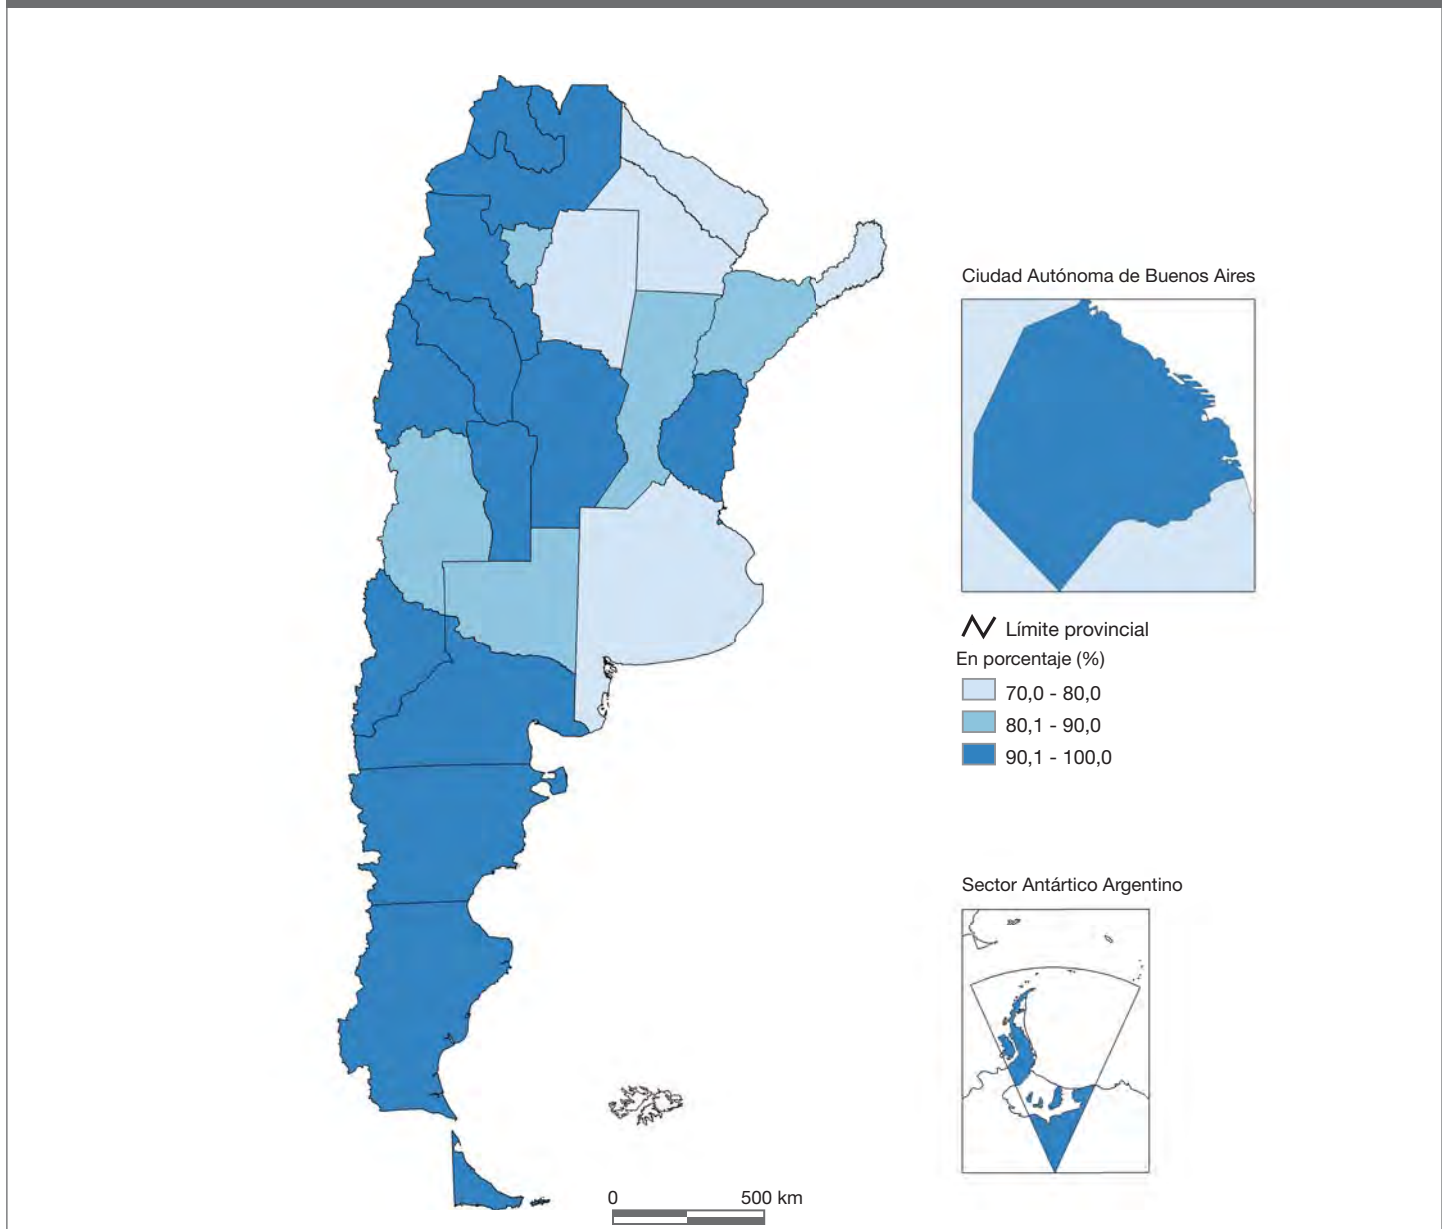 Ciudad Autónoma de Buenos Aires
Límite provincial
En porcentaje (%)
70,0 - 80,0
80,1 - 90,0
90,1 - 100,0
Sector Antártico Argentino
0 500 km